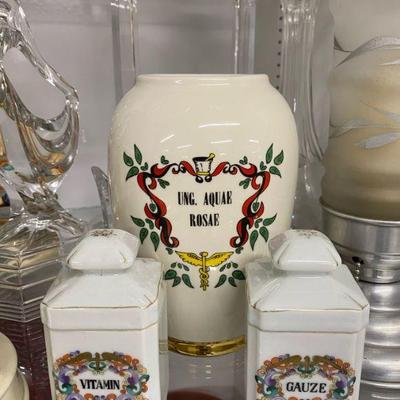 UNG. AQUAE
ROSAE
VITAMIN
GAUZE